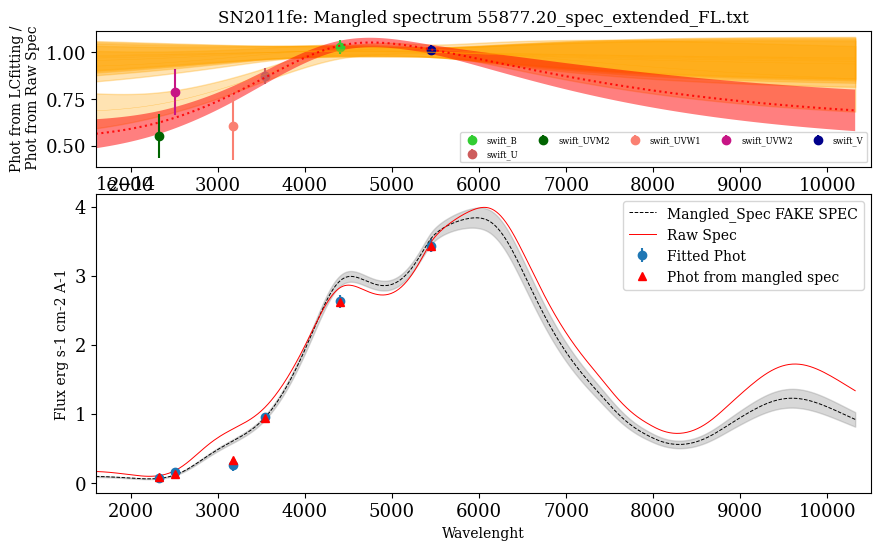 SN2011fe: Mangled spectrum 55877.20_spec_extended_FL.txt
Phot from LCfitting /
Phot from Raw Spec
1.00
0.75
0.50
swift_B
swift_UVM2
swift_UVW1
swift_UVW2
swift_V
swift_U
2000 3000 4000 5000 6000 7000 8000 9000 10000
1e−14
Flux erg s-1 cm-2 A-1
4
3
2
1
0
Mangled_Spec FAKE SPEC
Raw Spec
Fitted Phot
Phot from mangled spec
2000 3000 4000 5000 6000 7000 8000 9000 10000
Wavelenght